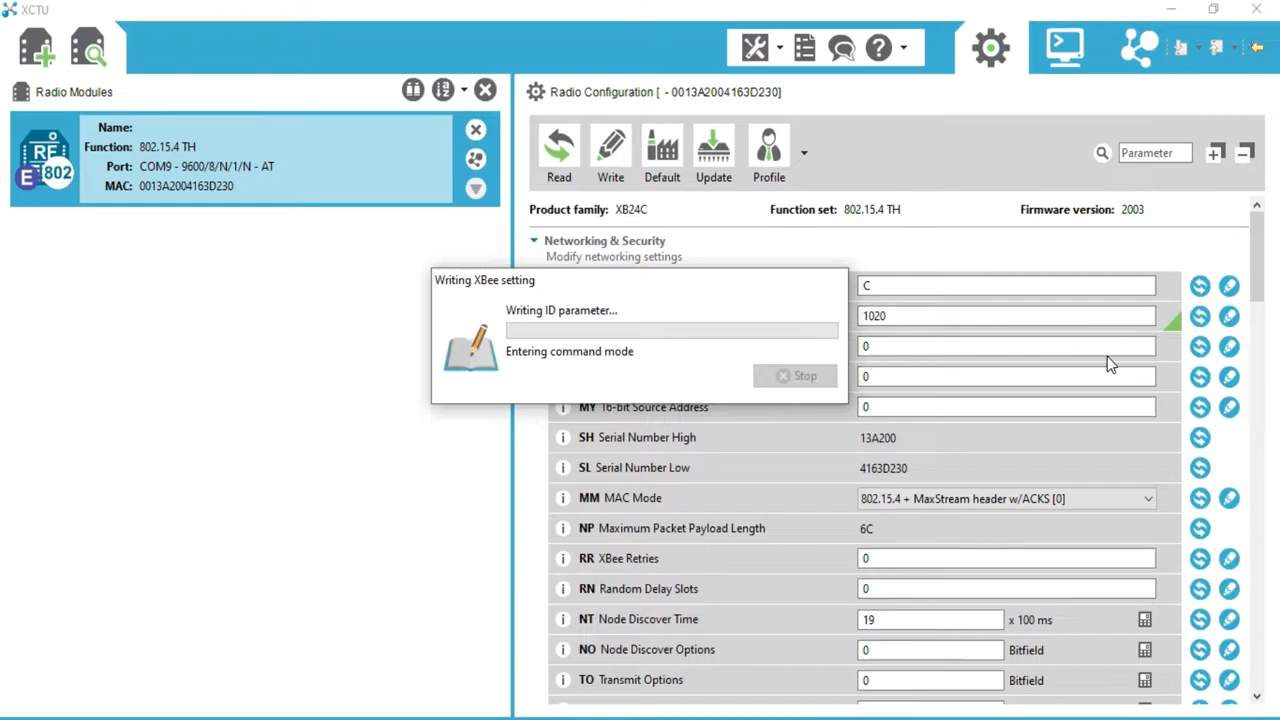 XCTU
Radio Modules
Radio Configuration [ - 0013A2004163D230]
Name:
Function: 802.15.4 TH
Port: COM9 - 9600/8/N/1/N - AT
MAC: 0013A2004163D230
RF
E 802
Read
Write
Default
Update
Profile
Parameter
Product family: XB24C
Function set: 802.15.4 TH
Firmware version: 2003
Networking & Security
Modify networking settings
Writing XBee setting
Writing ID parameter...
Entering command mode
Stop
C
1020
0
0
MY 16-bit Source Address 0
SH Serial Number High 13A200
SL Serial Number Low 4163D230
MM MAC Mode 802.15.4 + MaxStream header w/ACKS [0]
NP Maximum Packet Payload Length 6C
RR XBee Retries 0
RN Random Delay Slots 0
NT Node Discover Time 19 x 100 ms
NO Node Discover Options 0 Bitfield
TO Transmit Options 0 Bitfield